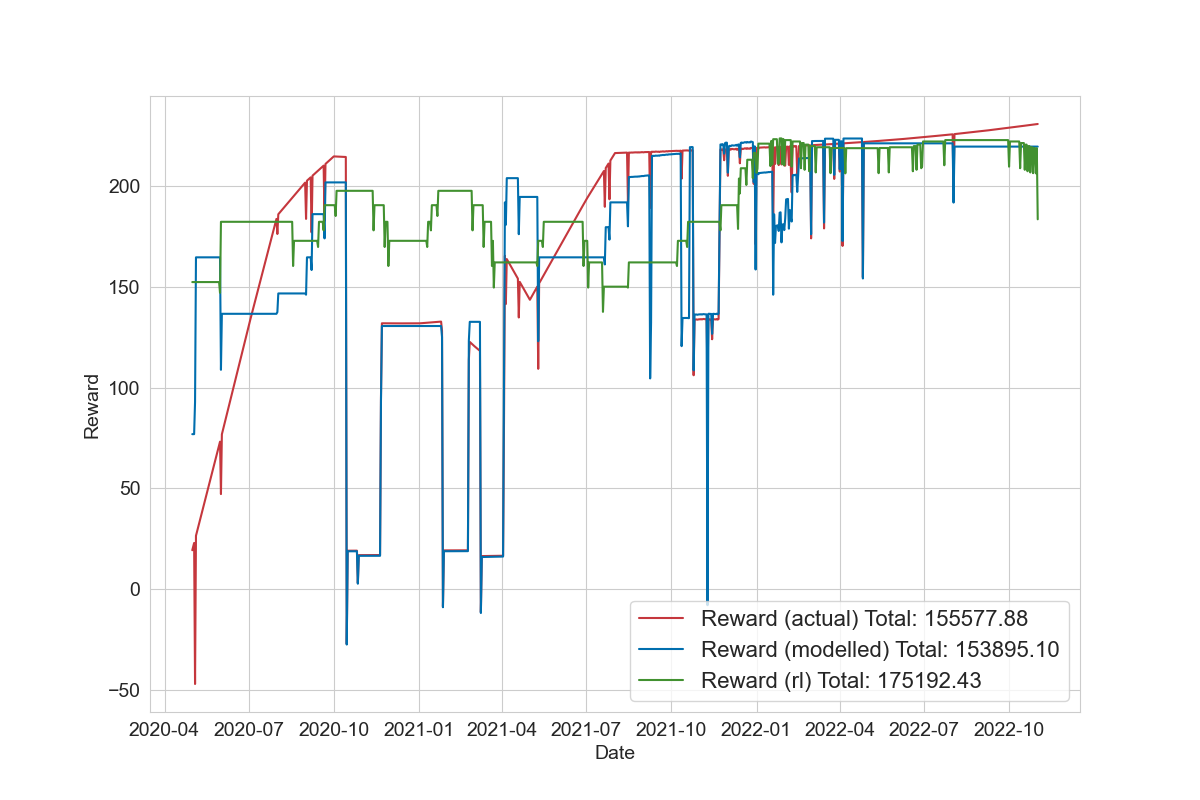 200
150
100
50
0
−50
Reward
Reward (actual) Total: 155577.88
Reward (modelled) Total: 153895.10
Reward (rl) Total: 175192.43
2020-04 2020-07 2020-10 2021-01 2021-04 2021-07 2021-10 2022-01 2022-04 2022-07 2022-10
Date